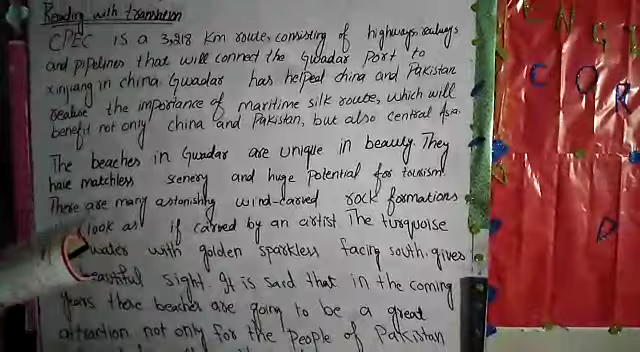 Reading with translation
CPEC is a 3,218 km route, consisting of highways, railways
and pipelines that will connect the Gwadar Port to
xinjiang in china. Gwadar has helped china and Pakistan
realise the importance of maritime silk route, which will
benefit not only china and Pakistan, but also central Asia.
The beaches in Gwadar are unique in beauty. They
have matchless scenery and huge potential for tourism.
There are many astonishing wind-carved rock formations
look as if carved by an artist. The turquoise
water with golden sparkless facing south, gives
beautiful sight. It is said that in the coming
years these beaches are going to be a great
attraction not only for the people of Pakistan
E N G
C O R